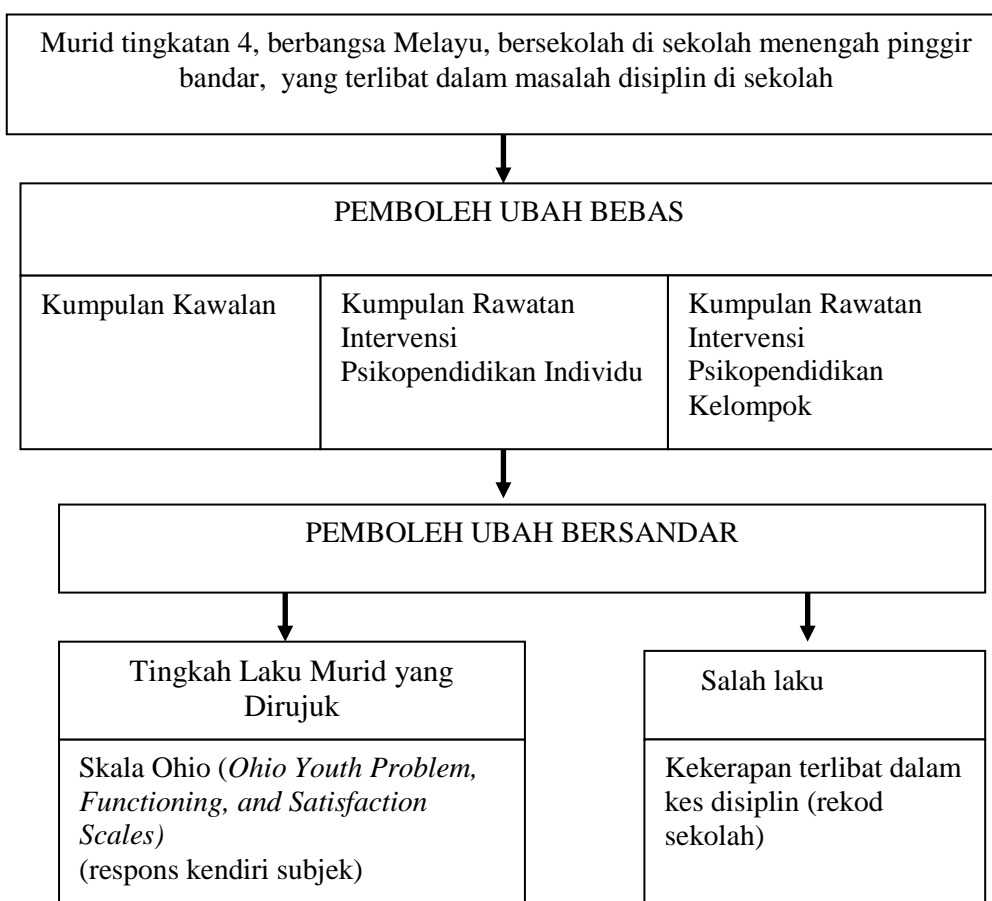 Murid tingkatan 4, berbangsa Melayu, bersekolah di sekolah menengah pinggir
bandar, yang terlibat dalam masalah disiplin di sekolah
PEMBOLEH UBAH BEBAS
Kumpulan Kawalan
Kumpulan Rawatan
Intervensi
Psikopendidikan Individu
Kumpulan Rawatan
Intervensi
Psikopendidikan
Kelompok
PEMBOLEH UBAH BERSANDAR
Tingkah Laku Murid yang
Dirujuk
Skala Ohio (Ohio Youth Problem,
Functioning, and Satisfaction
Scales)
(respons kendiri subjek)
Salah laku
Kekerapan terlibat dalam
kes disiplin (rekod
sekolah)